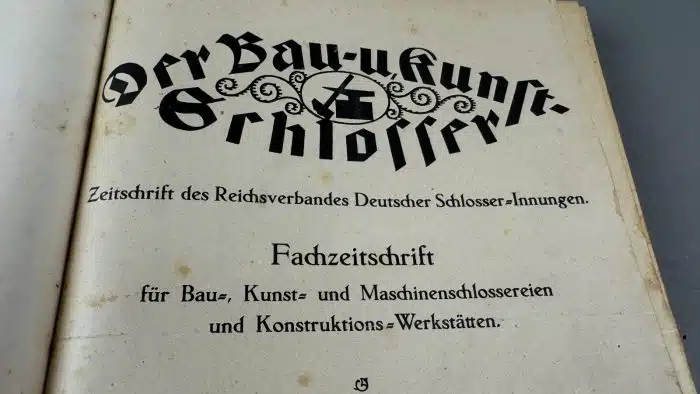 Der Bau-u. Kunst-
Schlosser
Zeitschrift des Reichsverbandes Deutscher Schlosser-Innungen.
Fachzeitschrift
für Bau-, Kunst- und Maschinenschlossereien
und Konstruktions-Werkstätten.